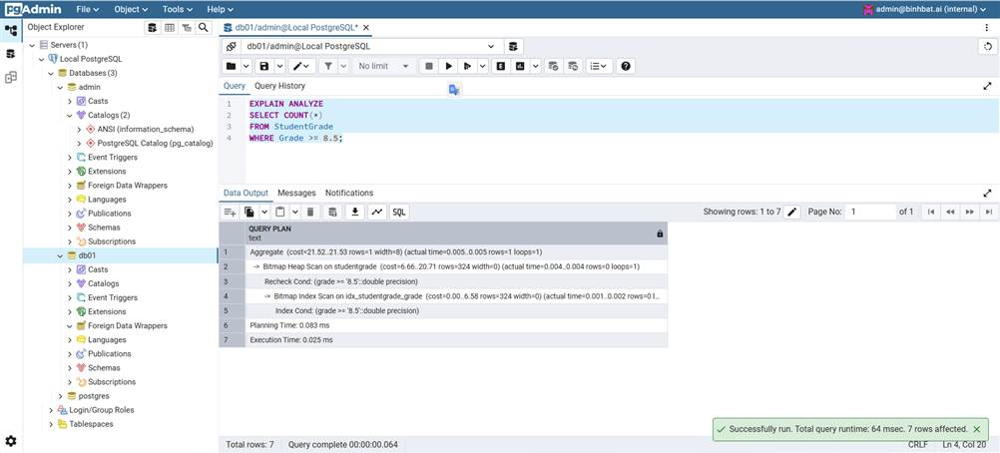 pgAdmin File Object Tools Help admin@binhbat.ai (internal)
Object Explorer
db01/admin@Local PostgreSQL*
Servers (1)
Local PostgreSQL
Databases (3)
admin
Casts
Catalogs (2)
ANSI (information_schema)
PostgreSQL Catalog (pg_catalog)
Event Triggers
Extensions
Foreign Data Wrappers
Languages
Publications
Schemas
Subscriptions
db01
Casts
Catalogs
Event Triggers
Extensions
Foreign Data Wrappers
Languages
Publications
Schemas
Subscriptions
postgres
Login/Group Roles
Tablespaces
db01/admin@Local PostgreSQL
No limit
Query Query History
1 EXPLAIN ANALYZE
2 SELECT COUNT(*)
3 FROM StudentGrade
4 WHERE Grade >= 8.5;
Data Output Messages Notifications
SQL Showing rows: 1 to 7 Page No: 1 of 1
QUERY PLAN
text
1 Aggregate (cost=21.52..21.53 rows=1 width=8) (actual time=0.005..0.005 rows=1 loops=1)
2 -> Bitmap Heap Scan on studentgrade (cost=6.66..20.71 rows=324 width=0) (actual time=0.004..0.004 rows=0 loops=1)
3 Recheck Cond: (grade >= '8.5'::double precision)
4 -> Bitmap Index Scan on idx_studentgrade_grade (cost=0.00..6.58 rows=324 width=0) (actual time=0.001..0.002 rows=0 l...
5 Index Cond: (grade >= '8.5'::double precision)
6 Planning Time: 0.083 ms
7 Execution Time: 0.025 ms
Successfully run. Total query runtime: 64 msec. 7 rows affected.
Total rows: 7 Query complete 00:00:00.064 CRLF Ln 4, Col 20